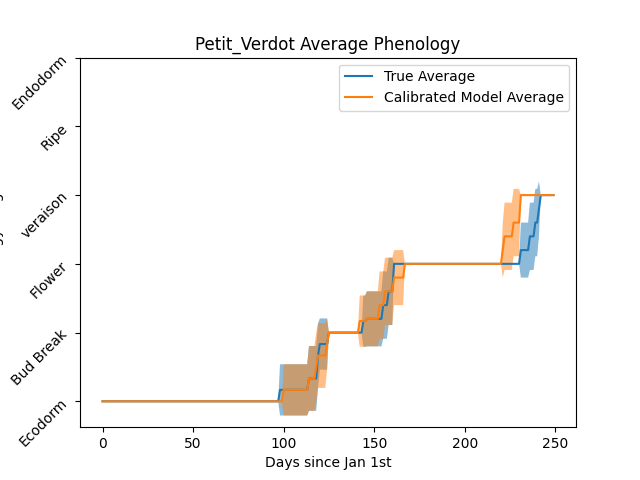 Petit_Verdot Average Phenology
True Average
Calibrated Model Average
Endodorm
Ripe
veraison
Flower
Bud Break
Ecodorm
0 50 100 150 200 250
Days since Jan 1st